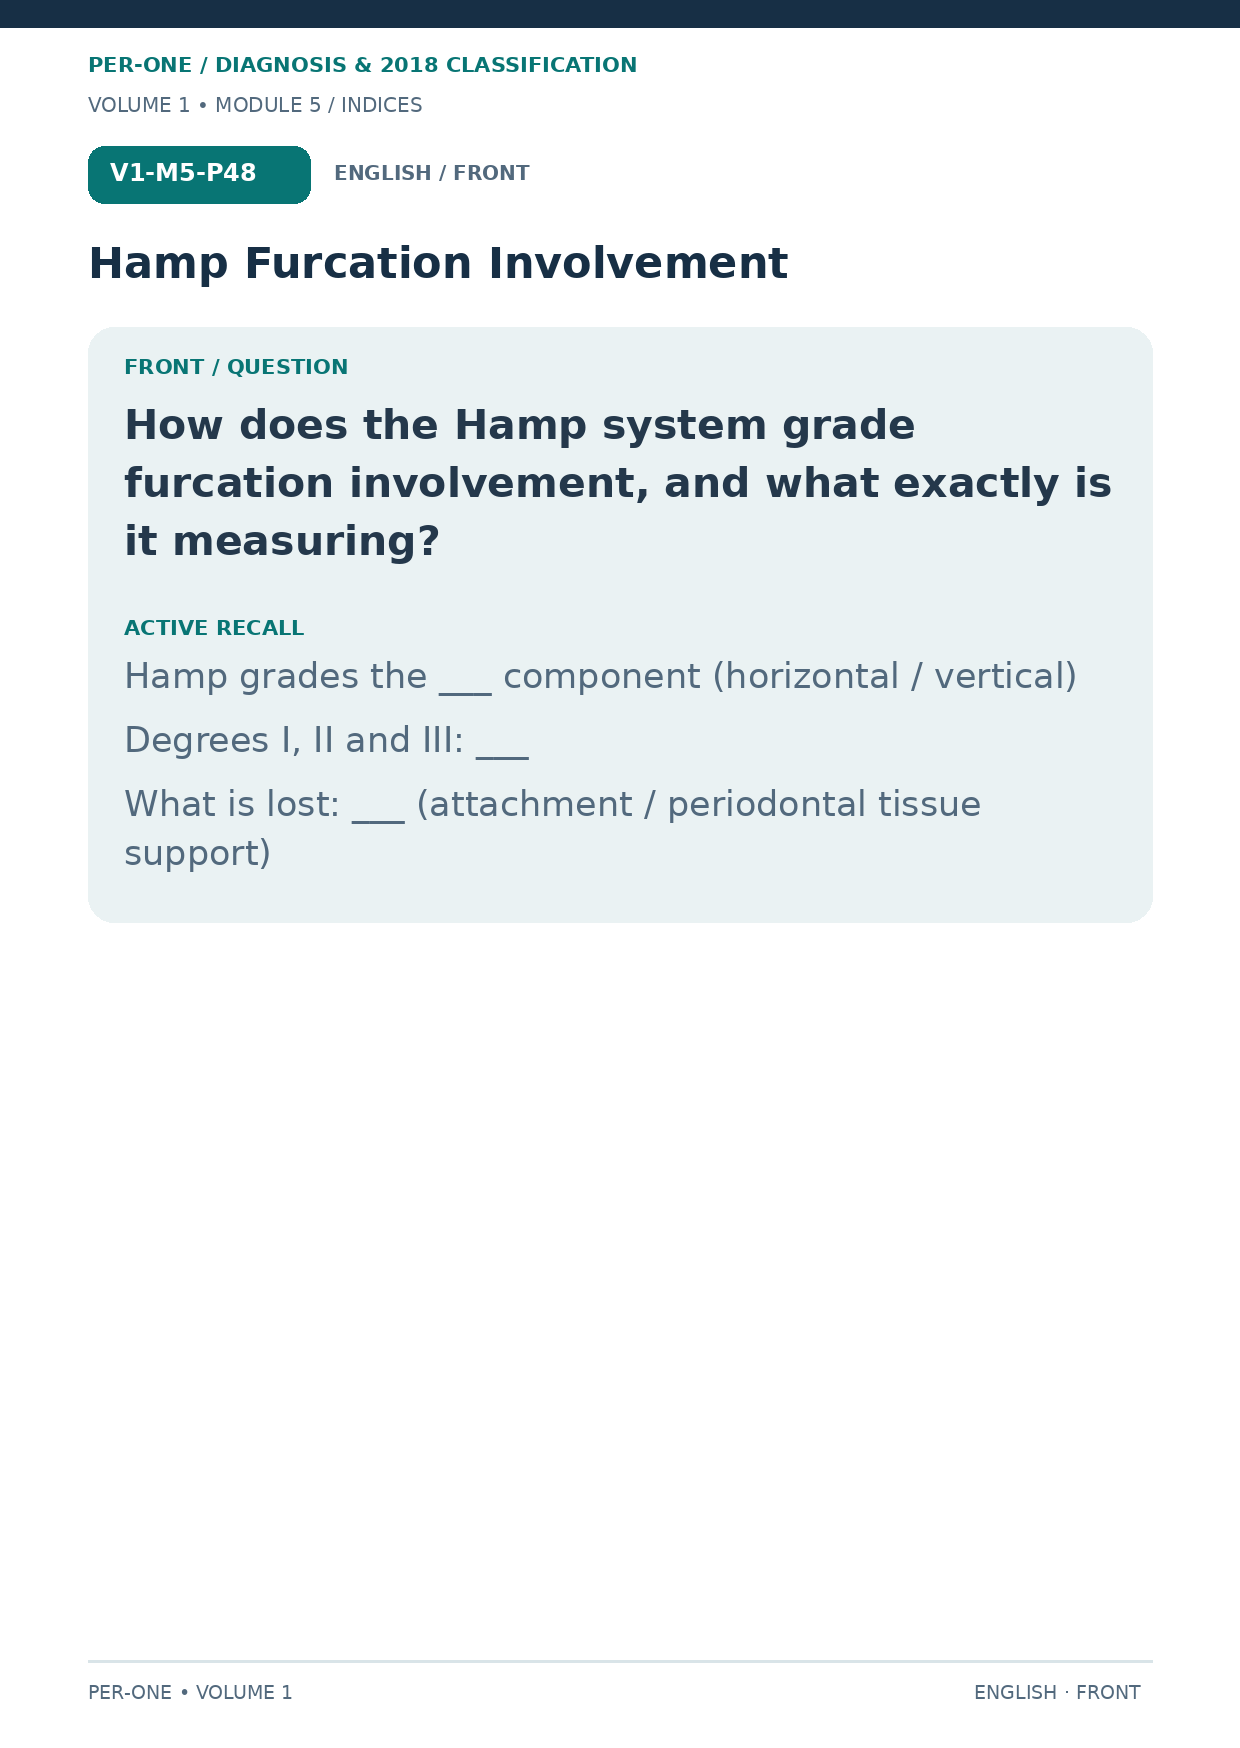 PER-ONE / DIAGNOSIS & 2018 CLASSIFICATION
VOLUME 1 • MODULE 5 / INDICES
V1-M5-P48
ENGLISH / FRONT
Hamp Furcation Involvement
FRONT / QUESTION
How does the Hamp system grade
furcation involvement, and what exactly is
it measuring?
ACTIVE RECALL
Hamp grades the ___ component (horizontal / vertical)
Degrees I, II and III: ___
What is lost: ___ (attachment / periodontal tissue
support)
PER-ONE • VOLUME 1
ENGLISH · FRONT